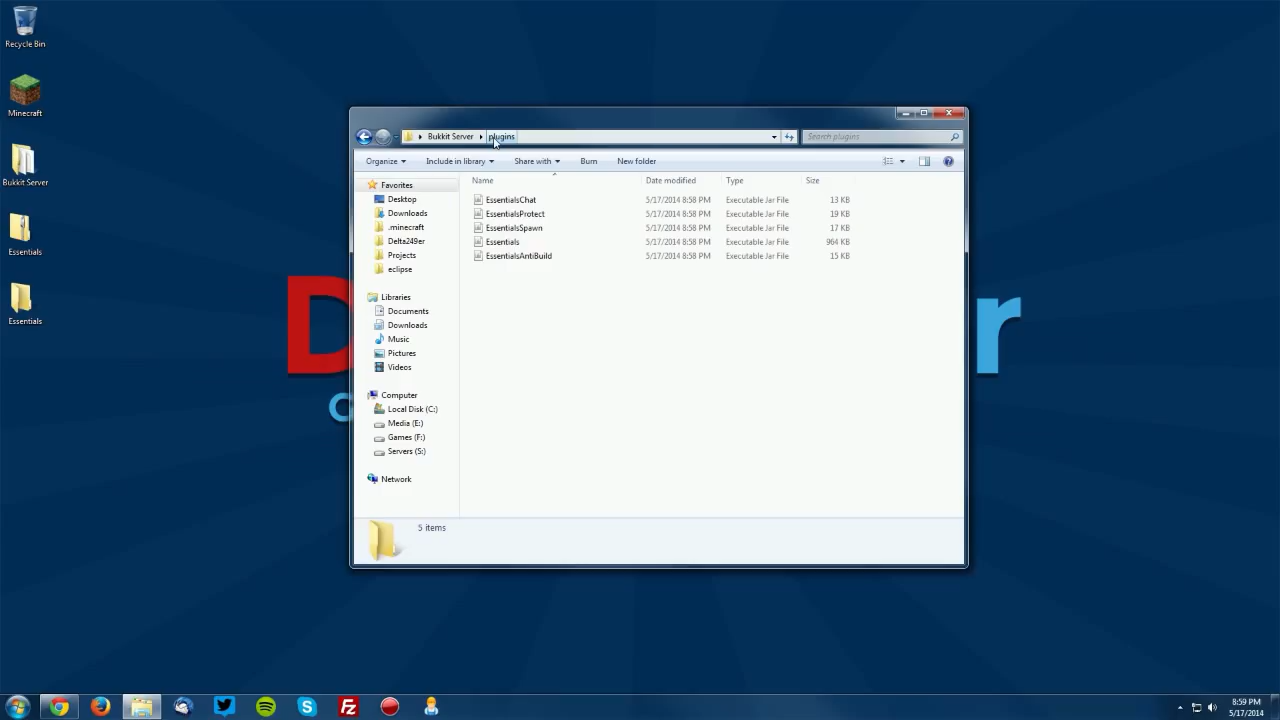 Recycle Bin
Minecraft
Bukkit Server
Essentials
Essentials
Bukkit Server
plugins
Search plugins
Organize
Include in library
Share with
Burn
New folder
Name
Date modified
Type
Size
Favorites
Desktop
Downloads
.minecraft
Delta249er
Projects
eclipse
Libraries
Documents
Downloads
Music
Pictures
Videos
Computer
Local Disk (C:)
Media (E:)
Games (F:)
Servers (S:)
Network
EssentialsChat 5/17/2014 8:58 PM Executable Jar File 13 KB
EssentialsProtect 5/17/2014 8:58 PM Executable Jar File 19 KB
EssentialsSpawn 5/17/2014 8:58 PM Executable Jar File 17 KB
Essentials 5/17/2014 8:58 PM Executable Jar File 964 KB
EssentialsAntiBuild 5/17/2014 8:58 PM Executable Jar File 15 KB
5 items
D
r
8:59 PM
5/17/2014